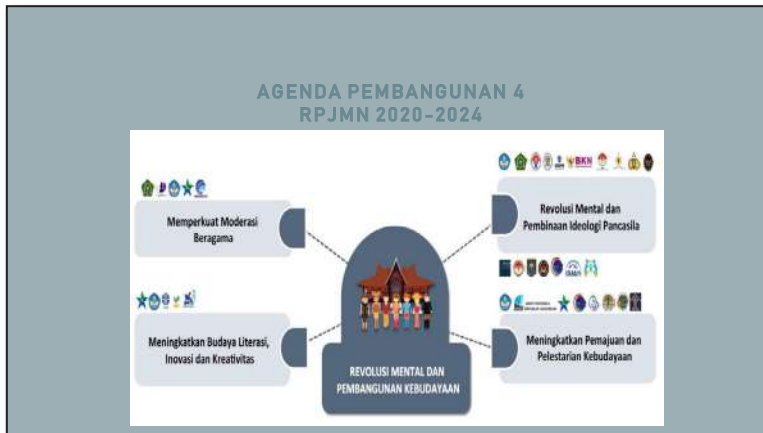 AGENDA PEMBANGUNAN 4
RPJMN 2020-2024
BKN
Memperkuat Moderasi
Beragama
Revolusi Mental dan
Pembinaan Ideologi Pancasila
Meningkatkan Budaya Literasi,
Inovasi dan Kreativitas
Meningkatkan Pemajuan dan
Pelestarian Kebudayaan
REVOLUSI MENTAL DAN
PEMBANGUNAN KEBUDAYAAN